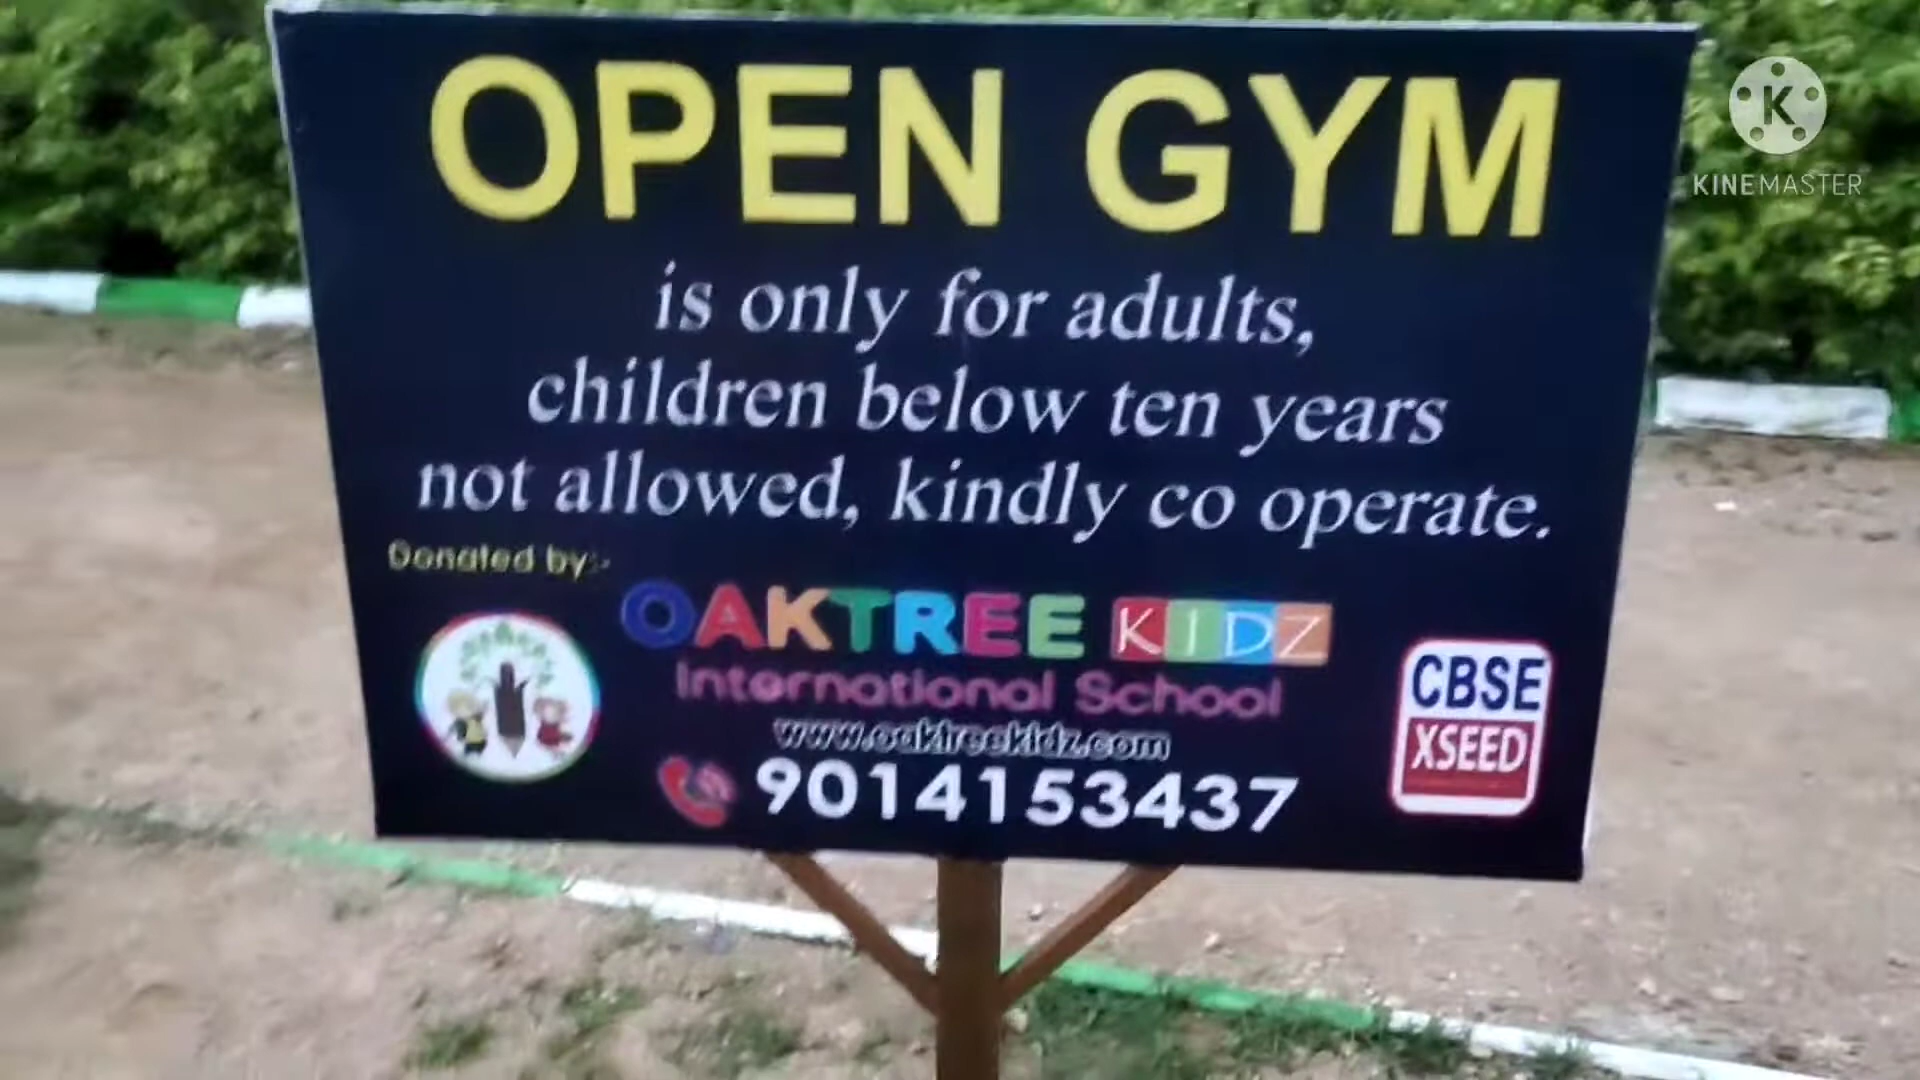 OPEN GYM
is only for adults,
children below ten years
not allowed, kindly co operate.
Donated by:-
OAKTREE KIDZ
International School
www.oaktreekidz.com
9014153437
CBSE
XSEED
K
KINEMASTER